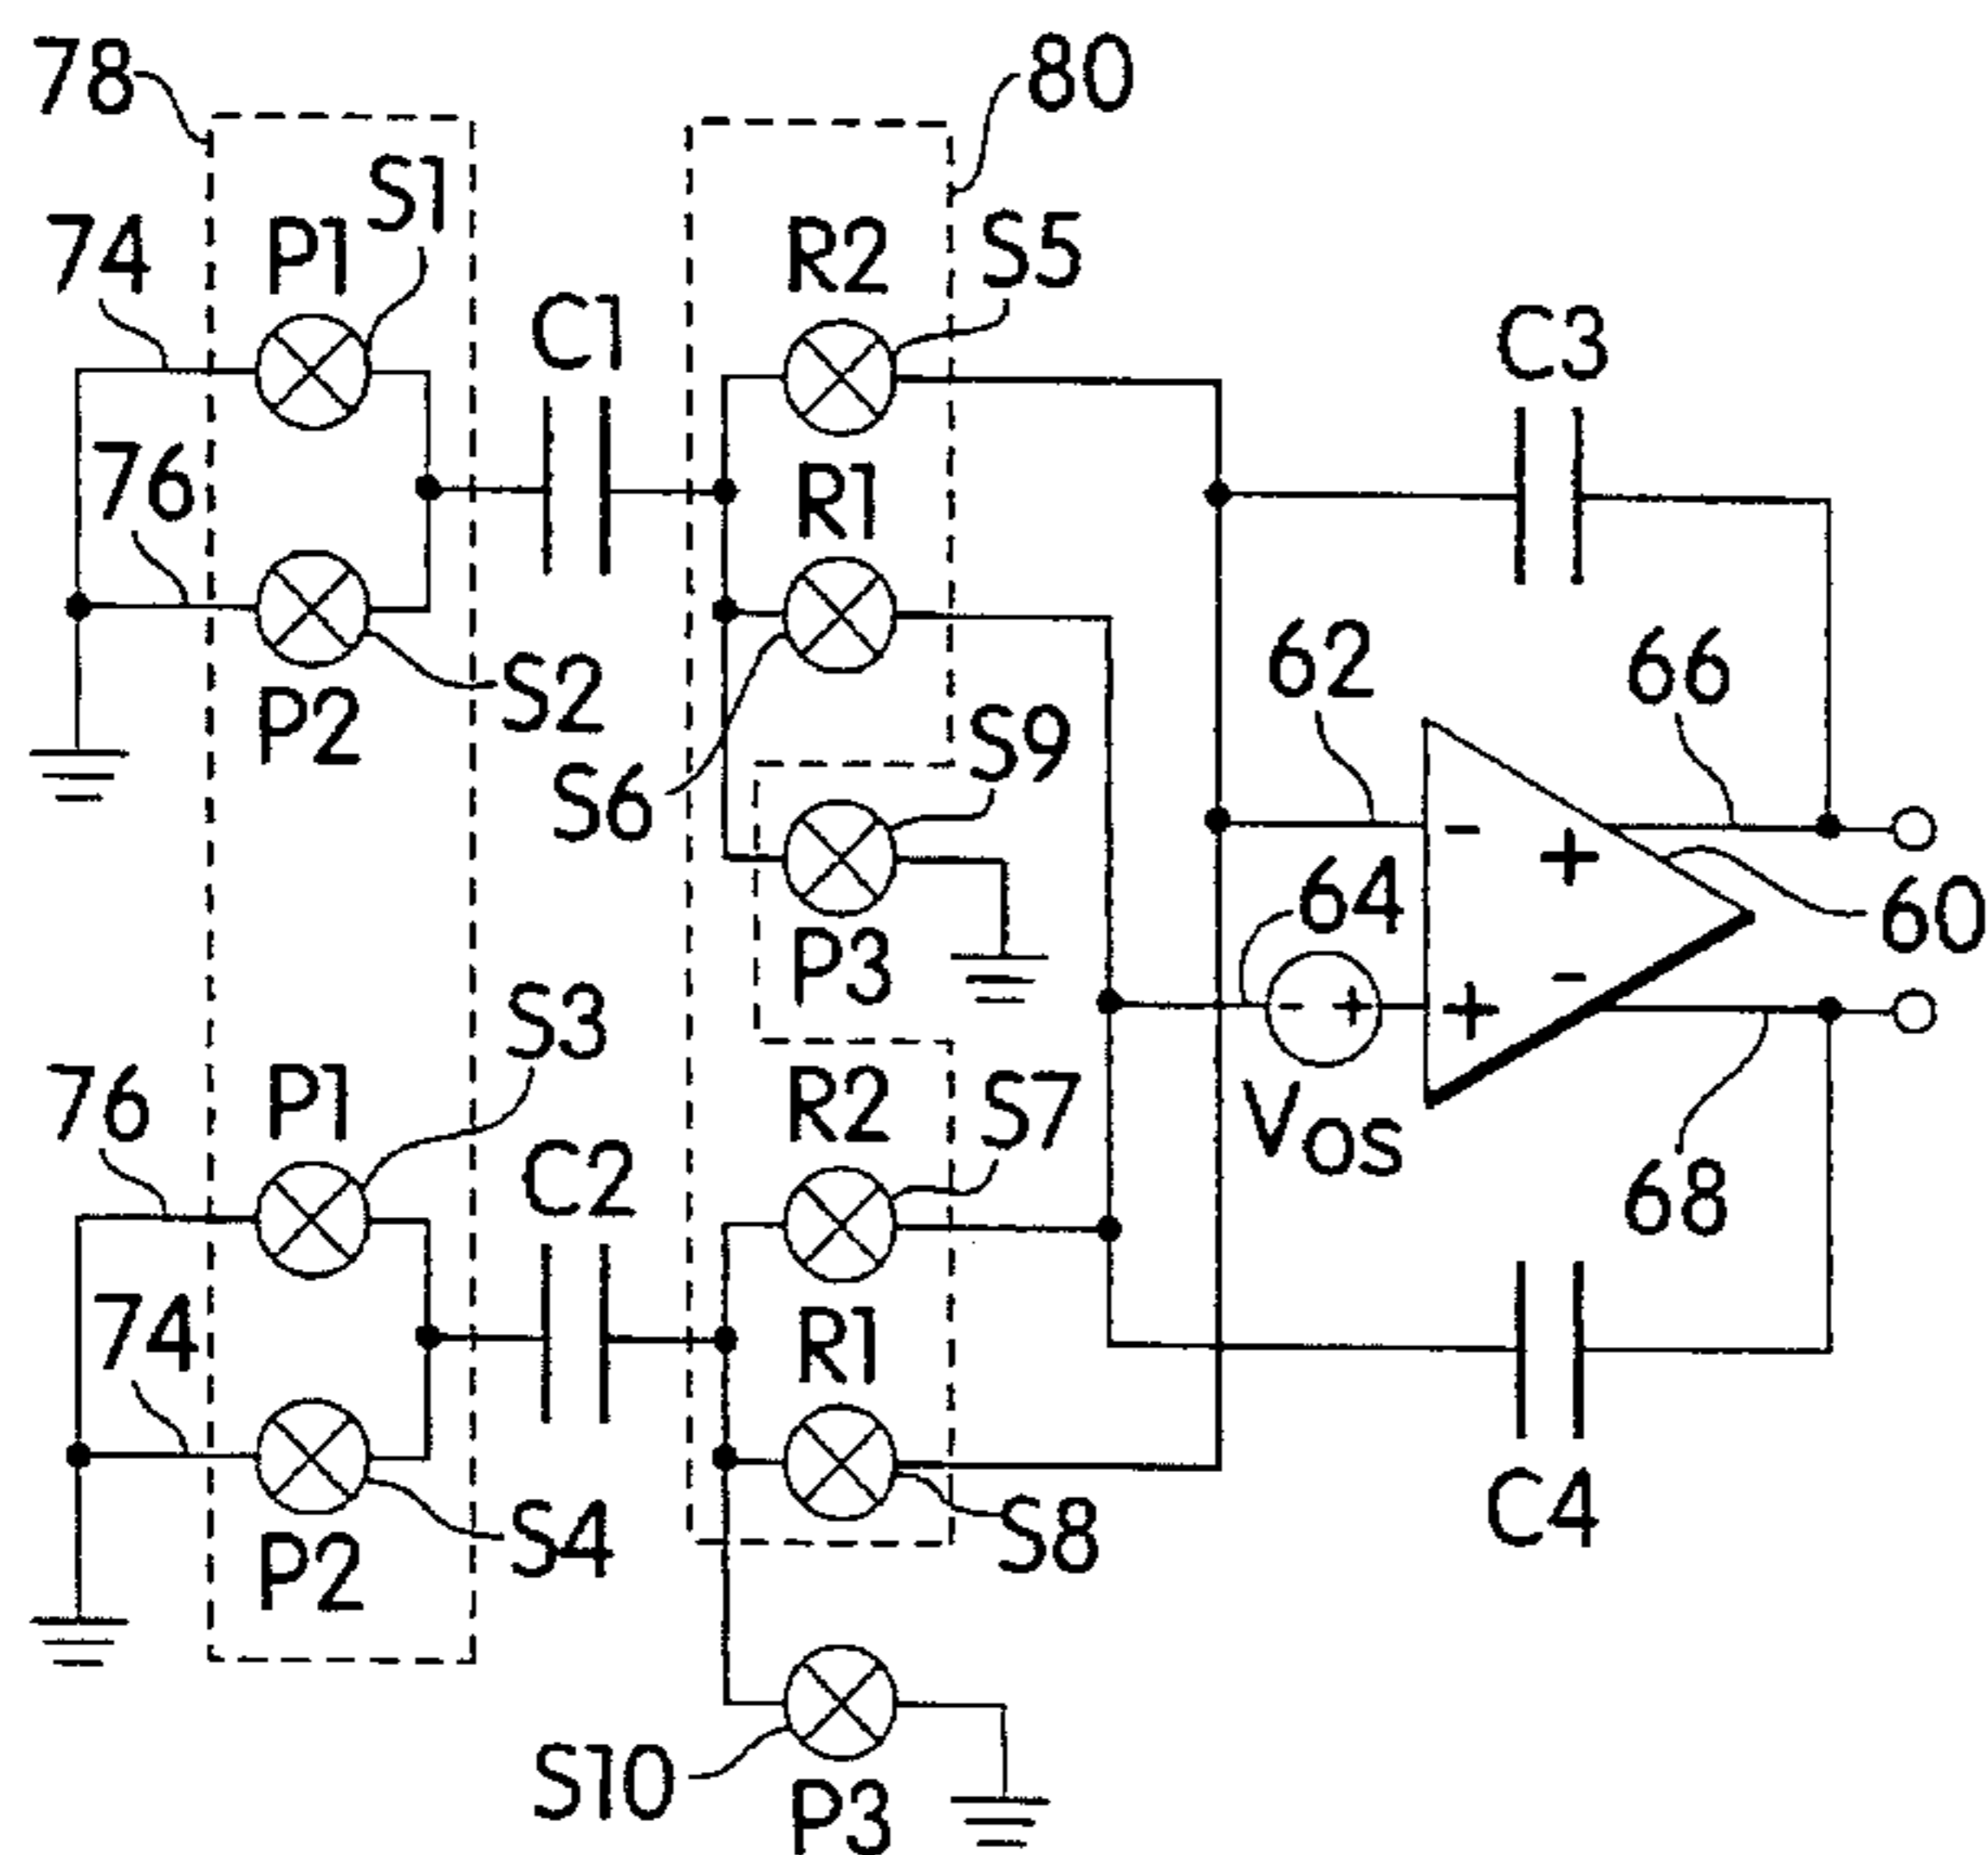 78
80
S1
74
P1
R2
S5
C1
C3
76
R1
62
66
S2
P2
S9
S6
64
60
P3
S3
76
P1
R2
S7
VOS
C2
68
74
R1
S4
S8
C4
P2
S10
P3
- +
+ -
- +